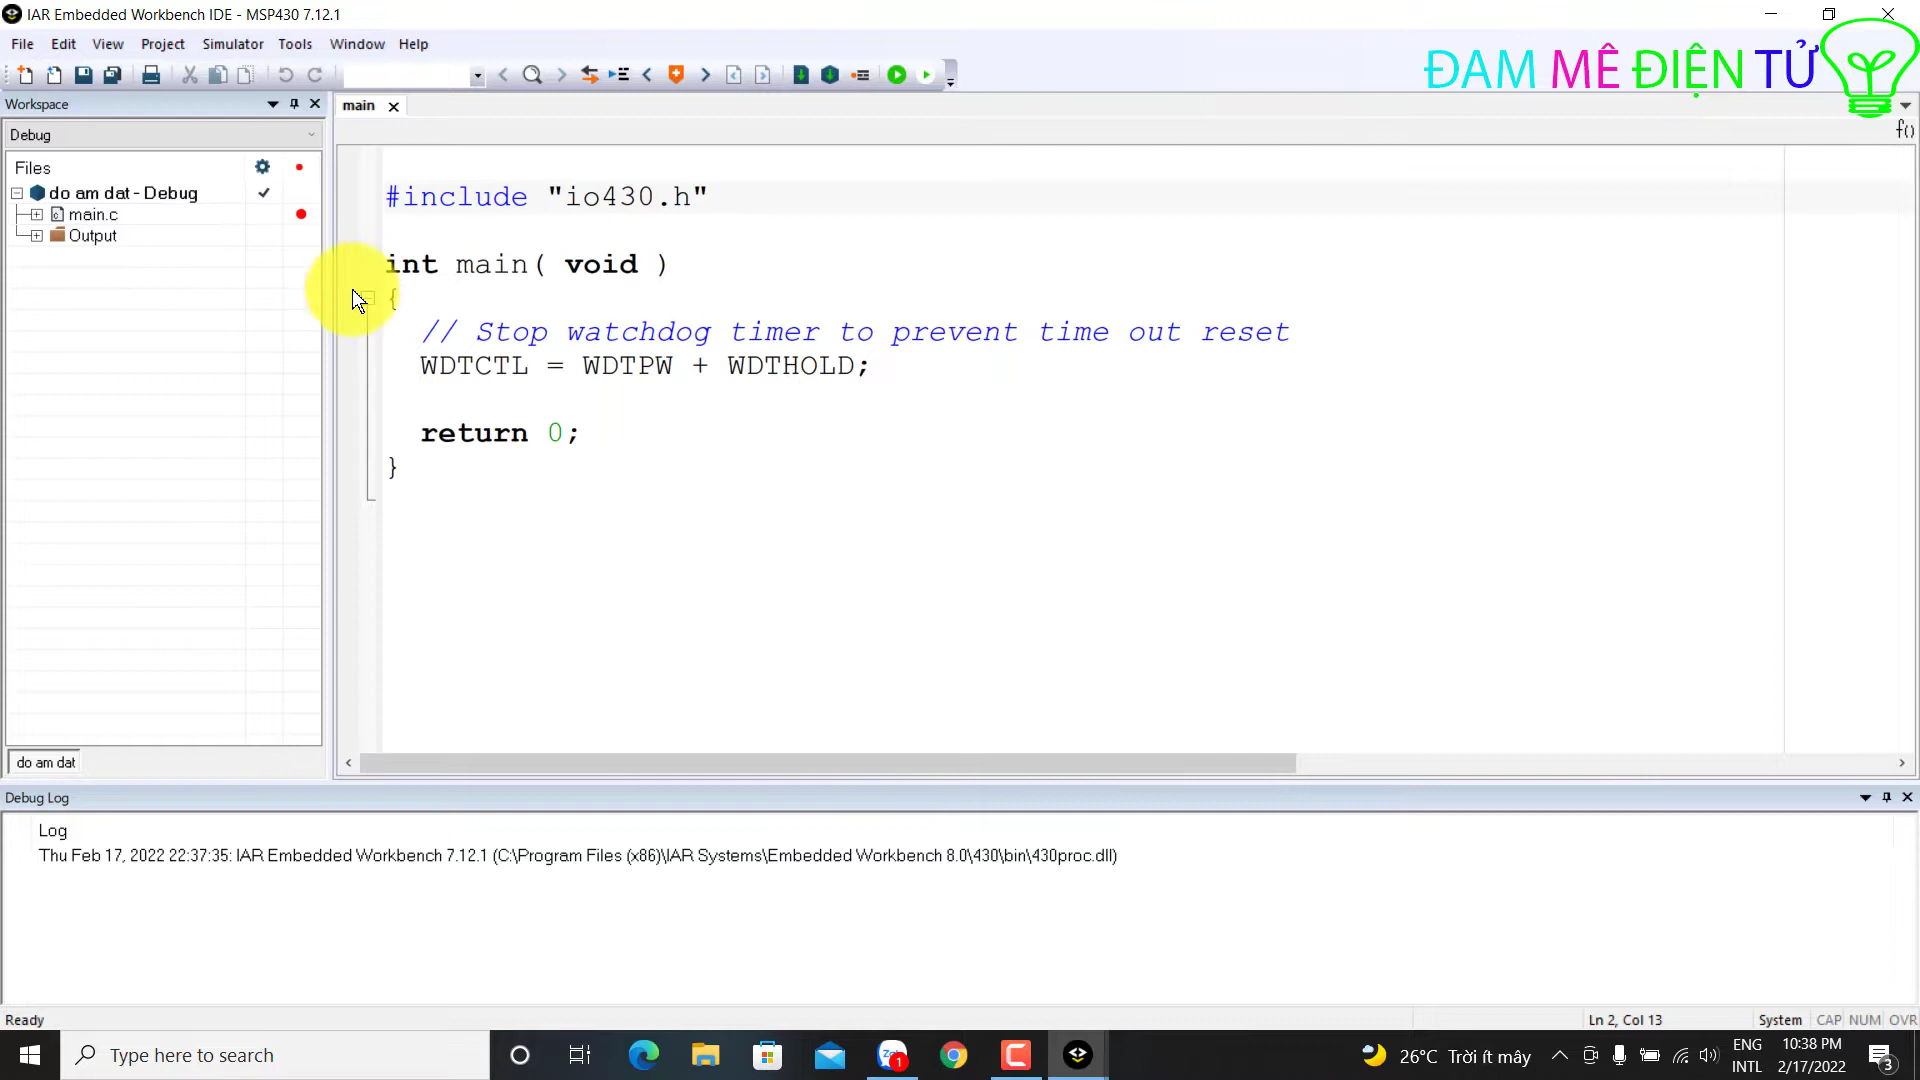 IAR Embedded Workbench IDE - MSP430 7.12.1
File Edit View Project Simulator Tools Window Help
ĐAM MÊ ĐIỆN TỬ
Workspace
main
Debug
f()
Files
do am dat - Debug
main.c
Output
#include "io430.h"
int main( void )
{
// Stop watchdog timer to prevent time out reset
WDTCTL = WDTPW + WDTHOLD;
return 0;
}
do am dat
Debug Log
Log
Thu Feb 17, 2022 22:37:35: IAR Embedded Workbench 7.12.1 (C:\Program Files (x86)\IAR Systems\Embedded Workbench 8.0\430\bin\430proc.dll)
Ready
Ln 2, Col 13
System CAP NUM OVR
Type here to search
1
26°C Trời ít mây
ENG
INTL
10:38 PM
2/17/2022
3